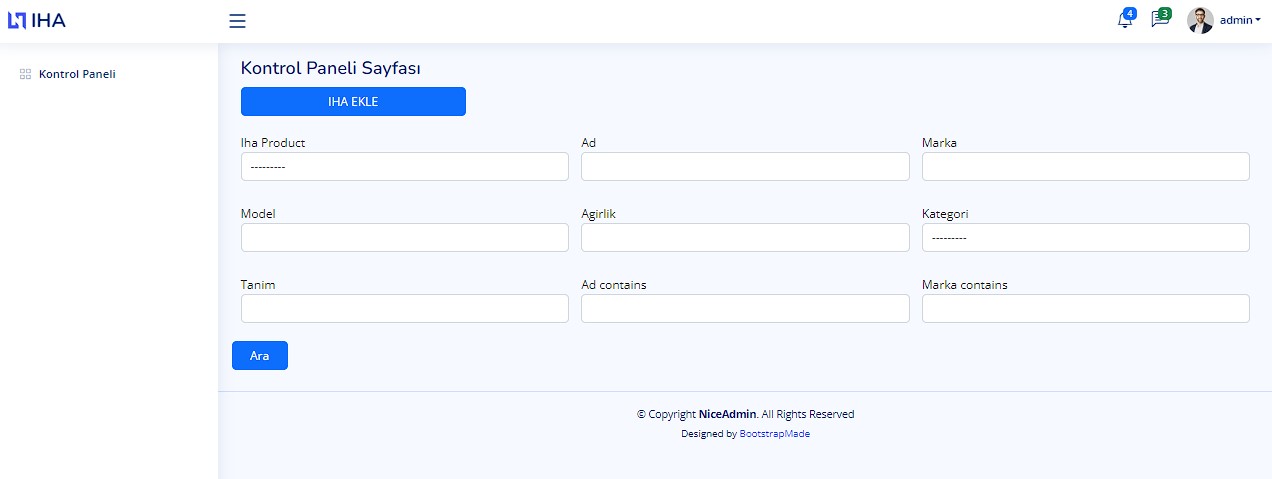 IHA
4
3
admin
Kontrol Paneli
Kontrol Paneli Sayfası
IHA EKLE
Iha Product
Ad
Marka
---------
Model
Agirlik
Kategori
---------
Tanim
Ad contains
Marka contains
Ara
© Copyright NiceAdmin. All Rights Reserved
Designed by BootstrapMade